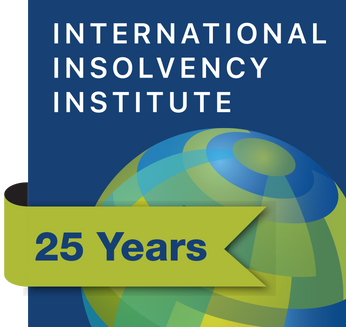 INTERNATIONAL
INSOLVENCY
INSTITUTE
25 Years